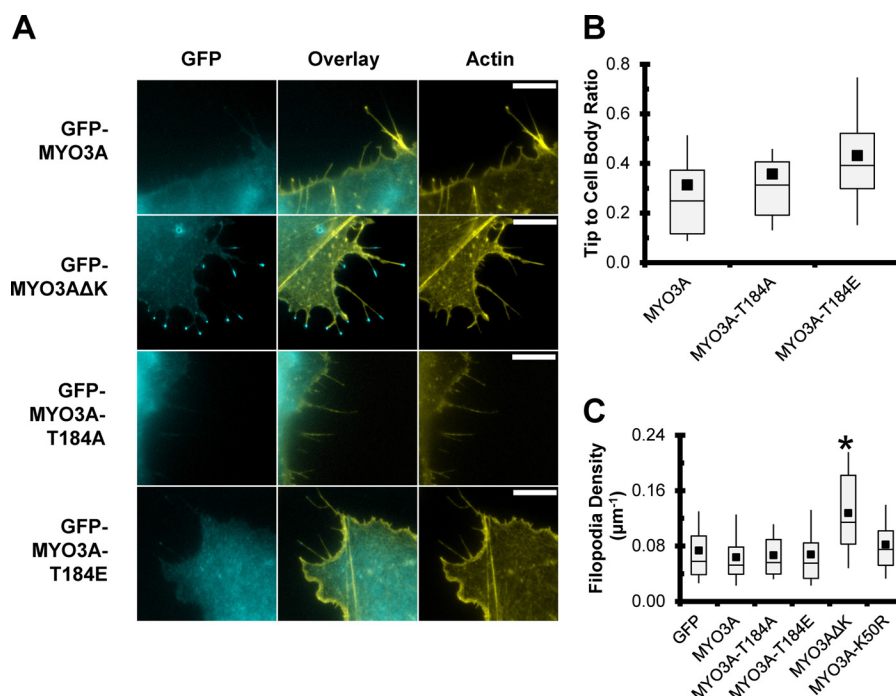 A
GFP
Overlay
Actin
GFP-
MYO3A
GFP-
MYO3AΔK
GFP-
MYO3A-
T184A
GFP-
MYO3A-
T184E
B
Tip to Cell Body Ratio
0.8
0.6
0.4
0.2
0.0
MYO3A
MYO3A-T184A
MYO3A-T184E
C
Filopodia Density
(µm⁻¹)
0.24
0.16
0.08
0.00
*
GFP
MYO3A
MYO3A-T184A
MYO3A-T184E
MYO3AΔK
MYO3A-K50R